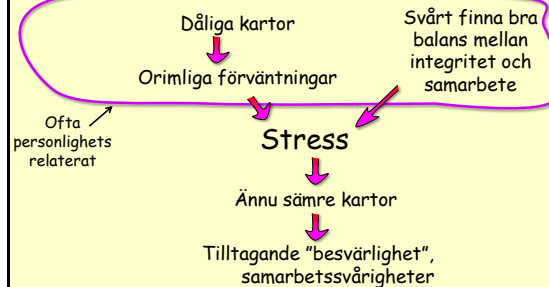 Dåliga kartor
Orimliga förväntningar
Svårt finna bra
balans mellan
integritet och
samarbete
Ofta
personlighets
relaterat
Stress
Ännu sämre kartor
Tilltagande "besvärlighet",
samarbetssvårigheter